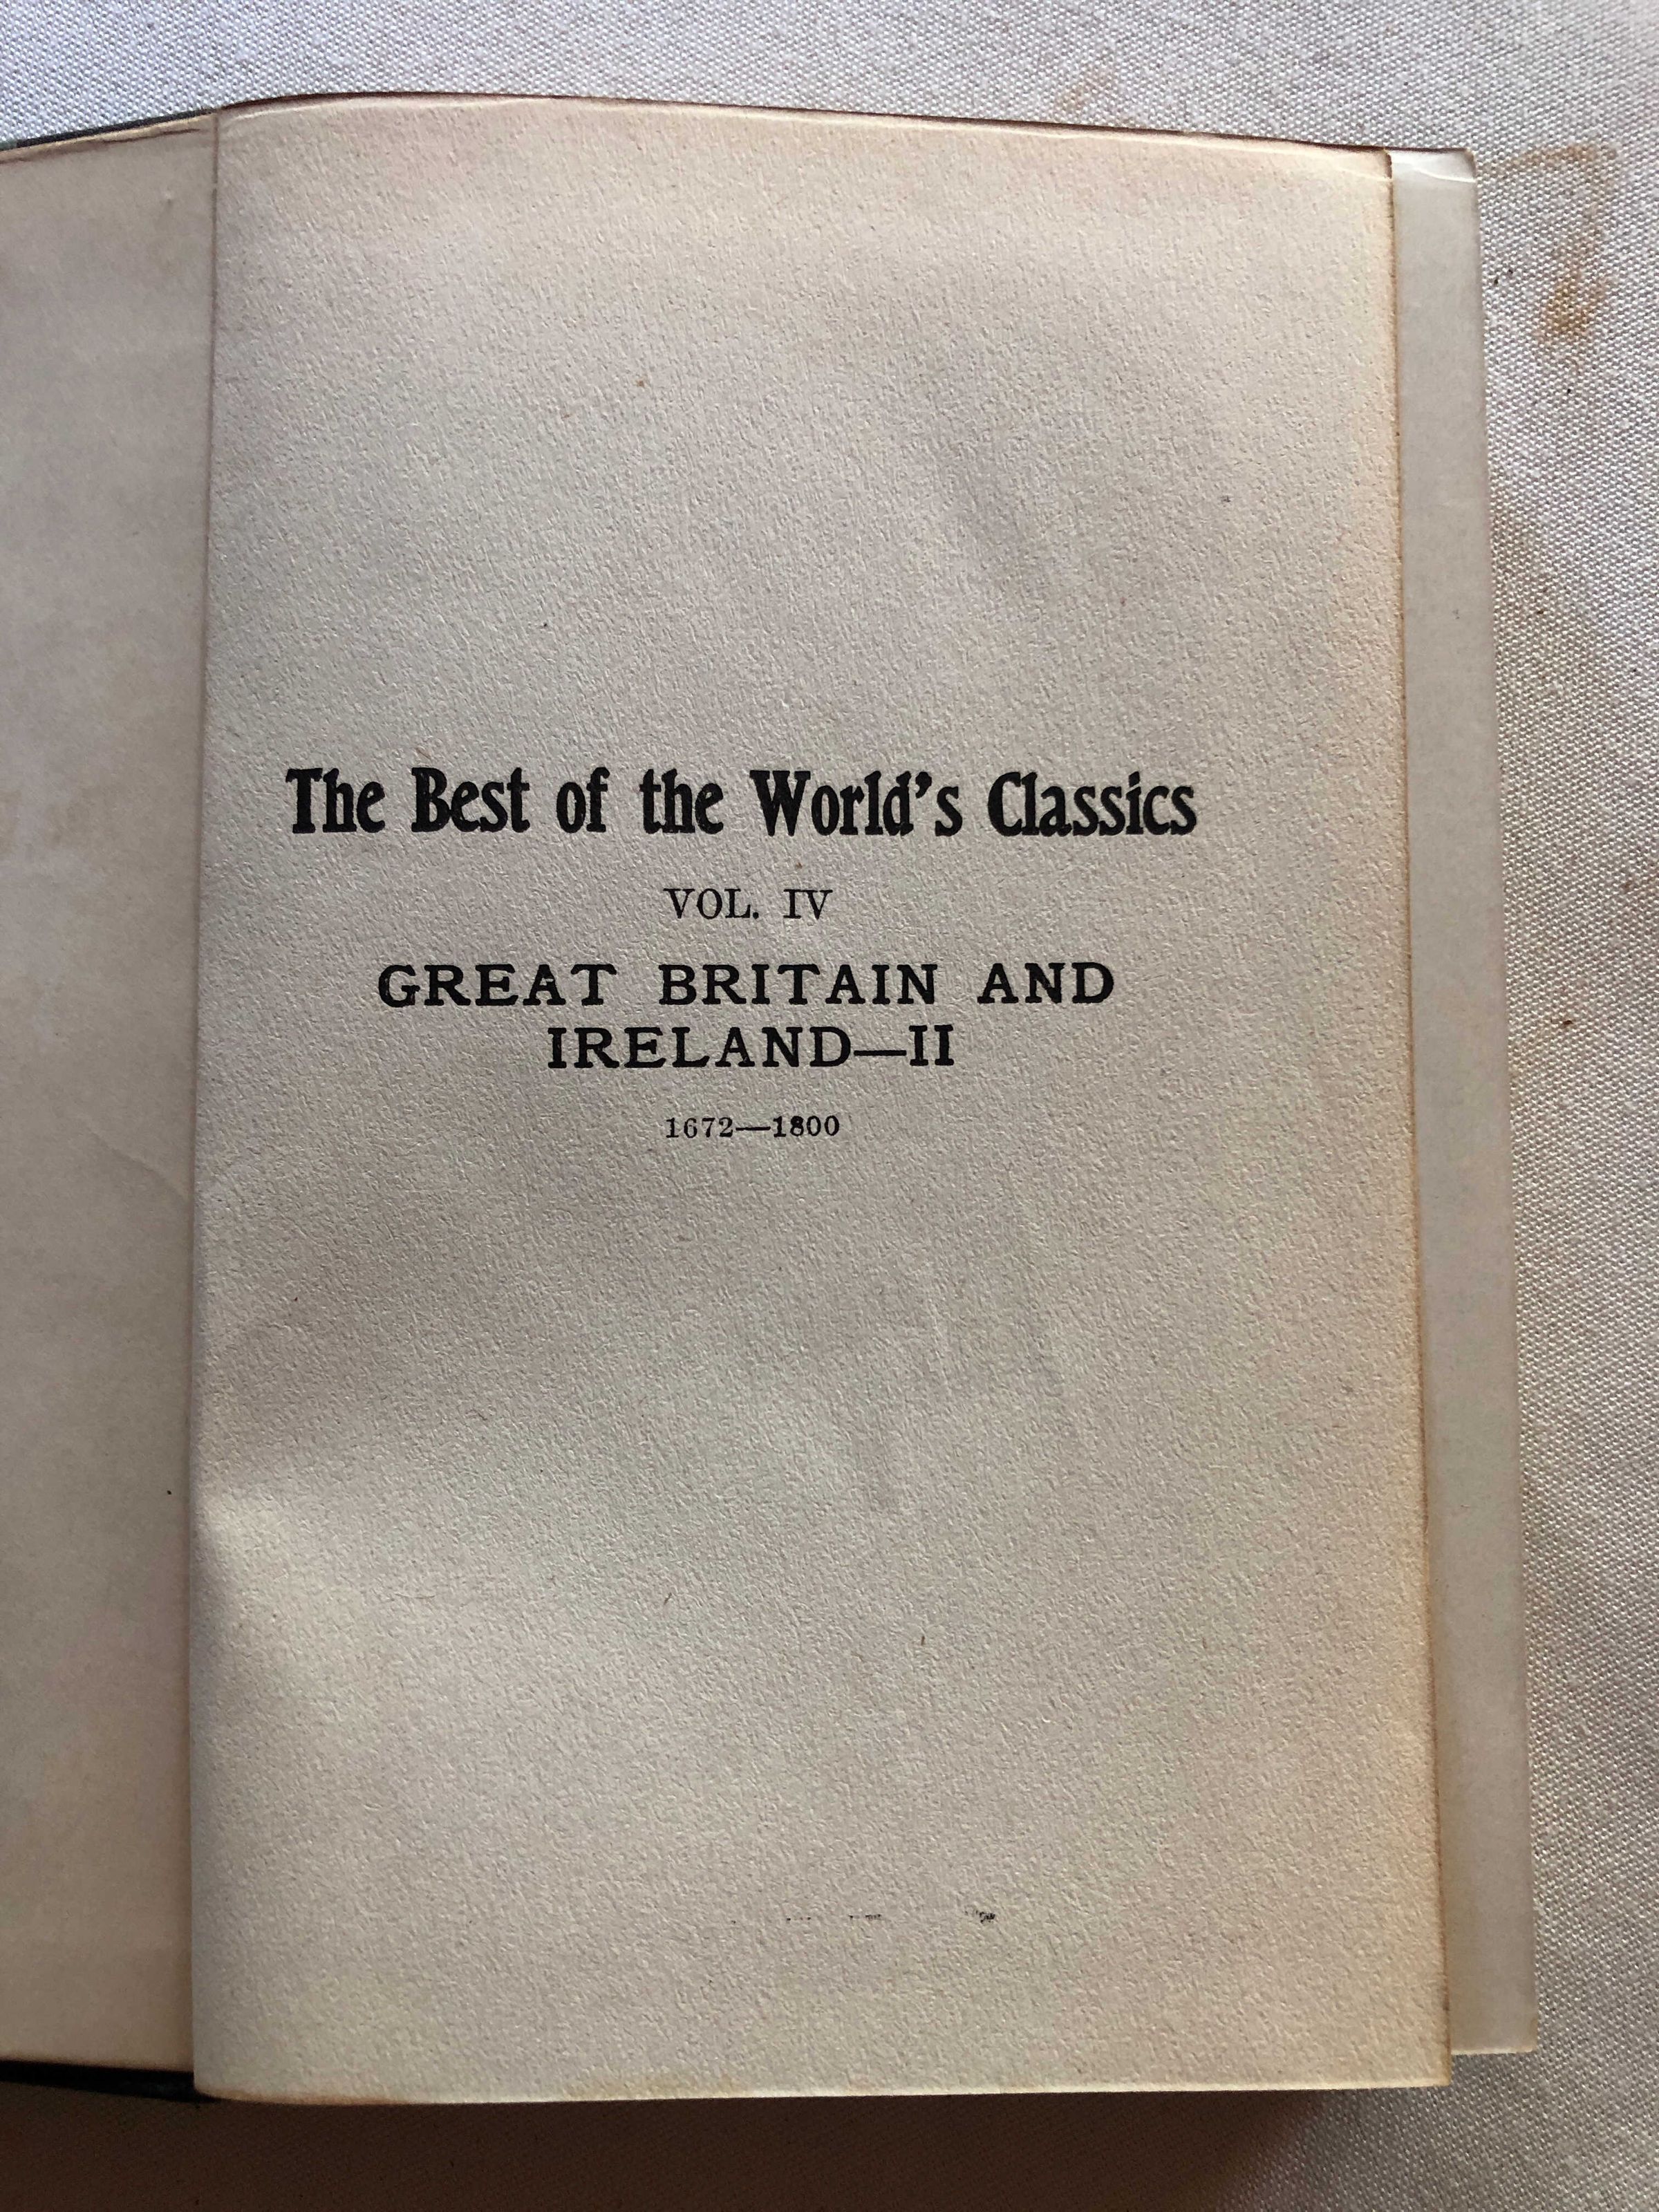 The Best of the World's Classics
VOL. IV
GREAT BRITAIN AND
IRELAND—II
1672—1800